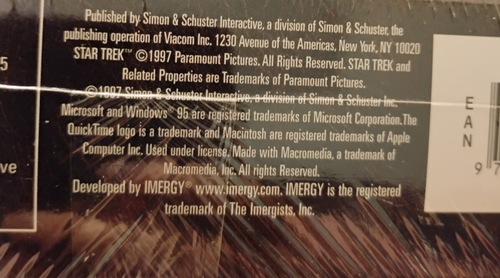 Published by Simon & Schuster Interactive, a division of Simon & Schuster, the
publishing operation of Viacom Inc. 1230 Avenue of the Americas, New York, NY 10020
STAR TREK™ ©1997 Paramount Pictures. All Rights Reserved. STAR TREK and
Related Properties are Trademarks of Paramount Pictures.
©1997 Simon & Schuster Interactive, a division of Simon & Schuster Inc.
Microsoft and Windows® 95 are registered trademarks of Microsoft Corporation. The
QuickTime logo is a trademark and Macintosh are registered trademarks of Apple
Computer Inc. Used under license. Made with Macromedia, a trademark of
Macromedia, Inc. All rights Reserved.
Developed by IMERGY® www.imergy.com. IMERGY is the registered
trademark of The Imergists, Inc.
5
ve
EAN
9